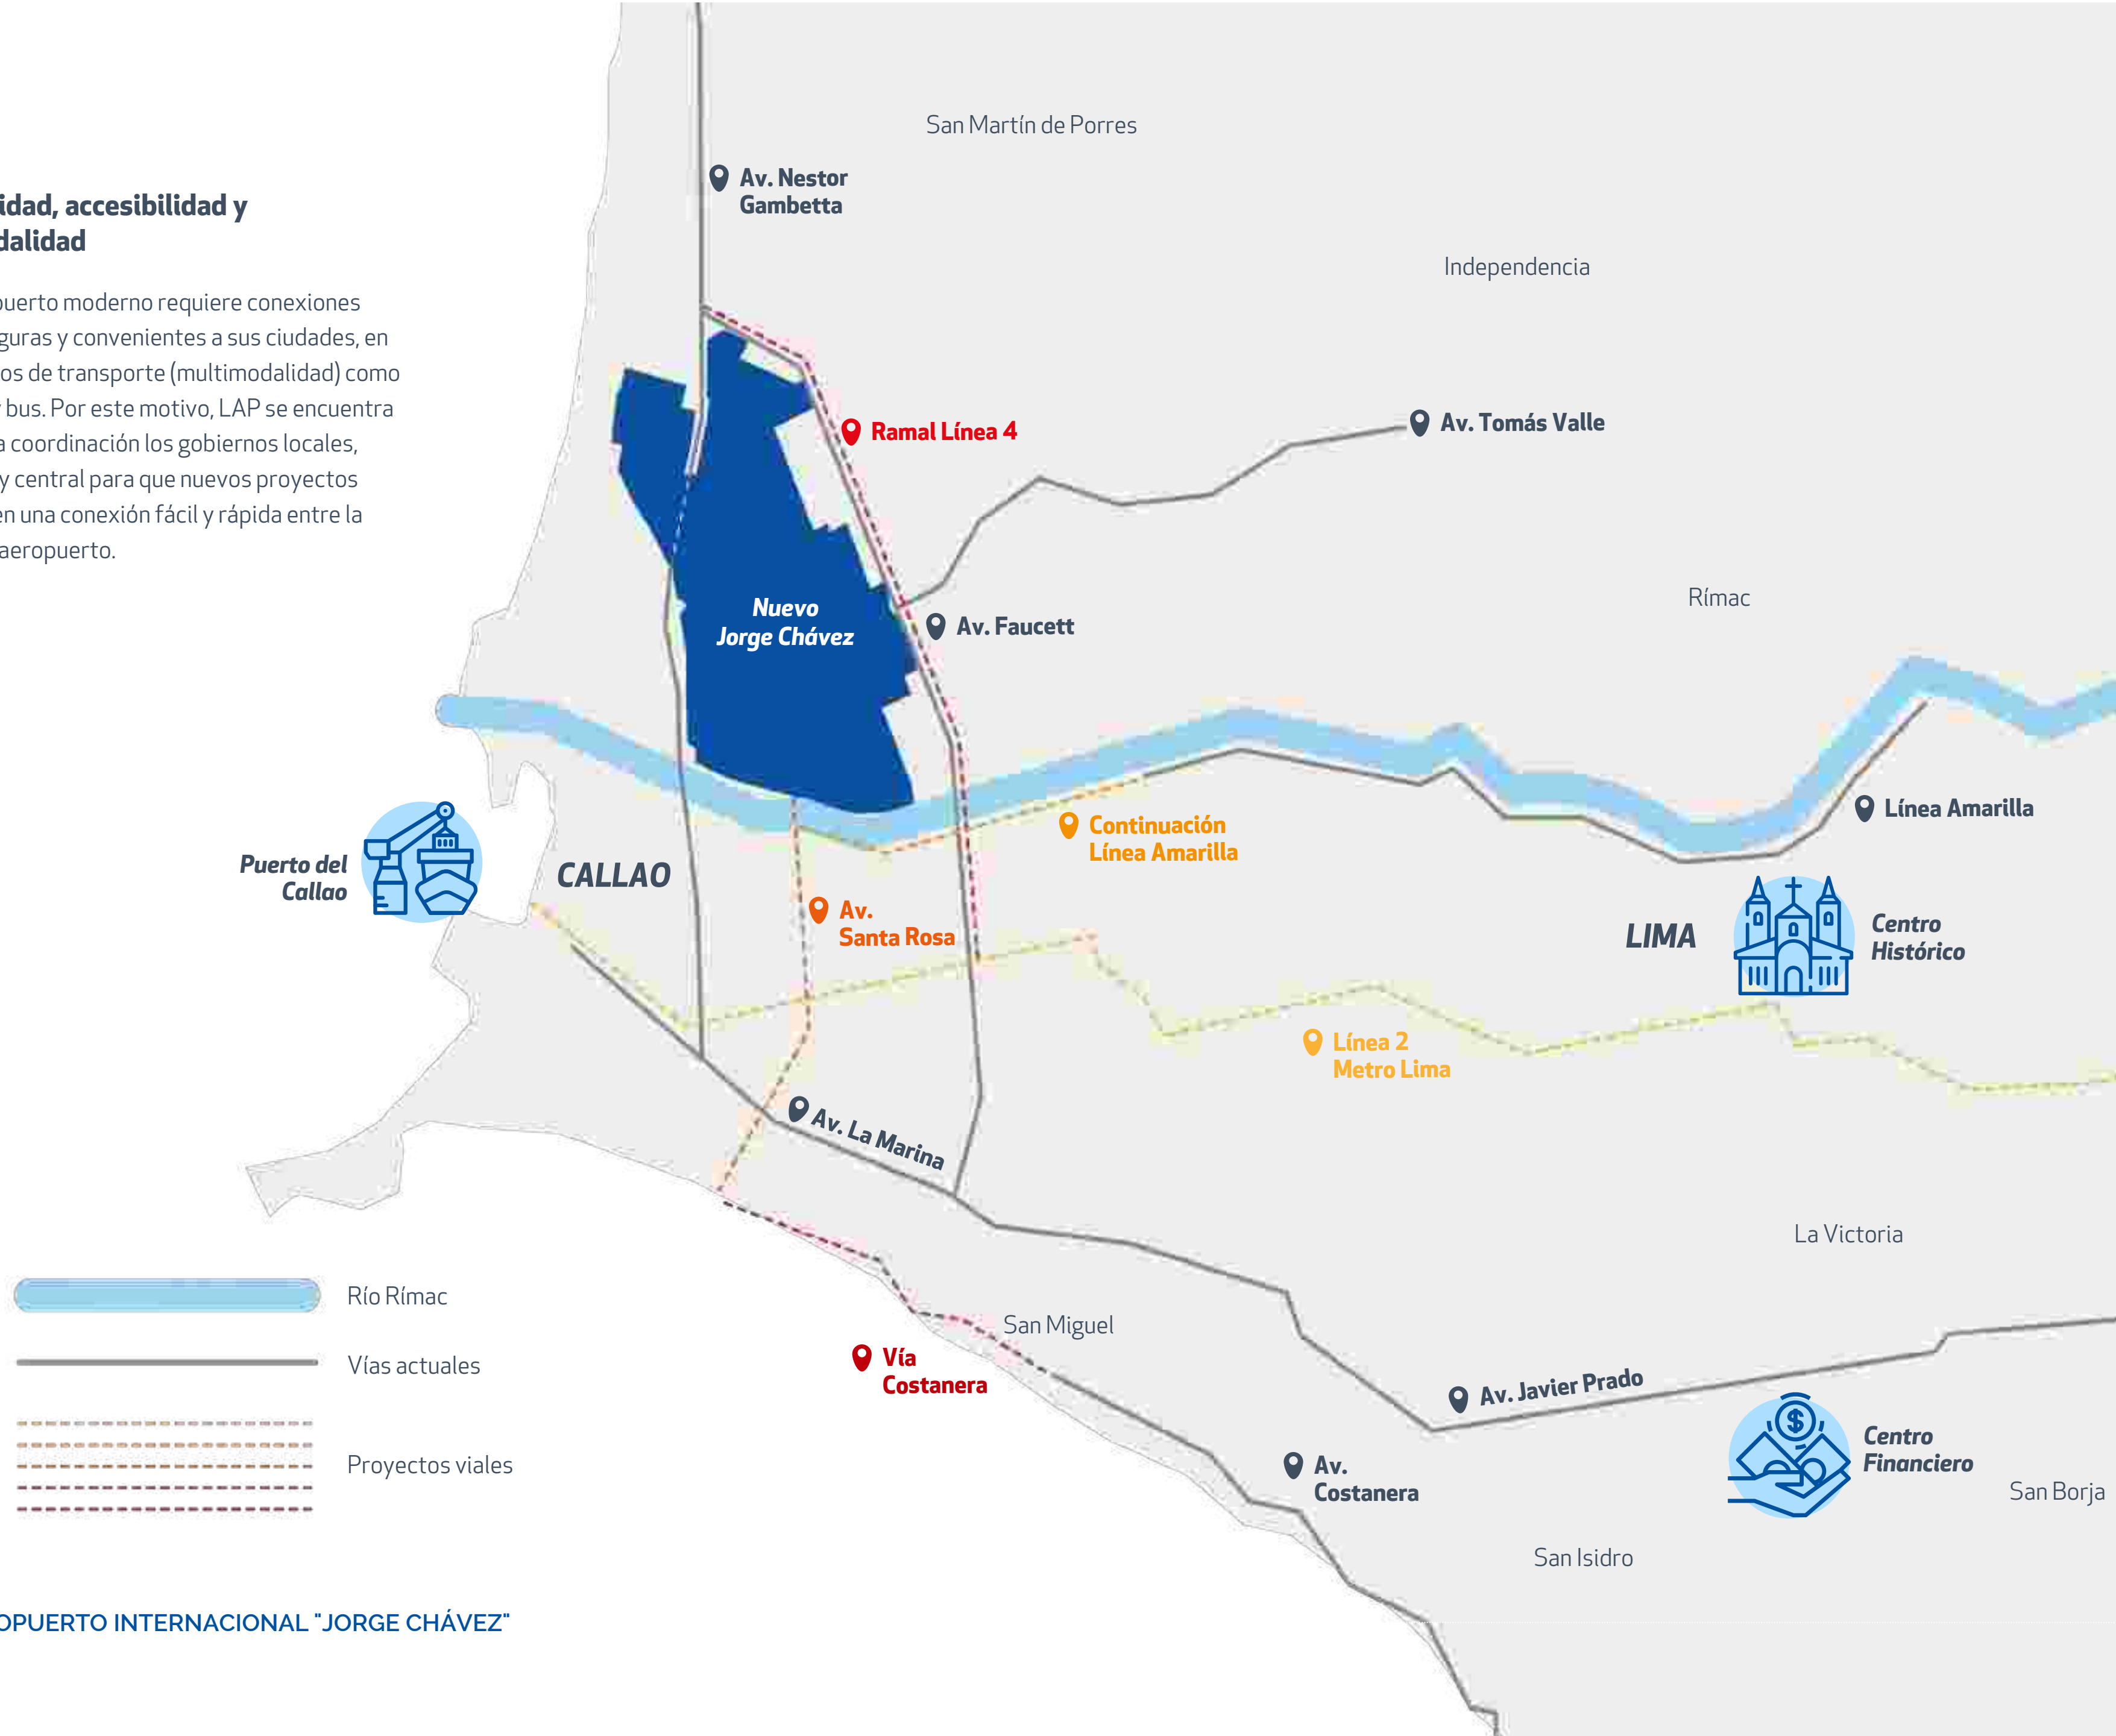 idad, accesibilidad y
dalidad
puerto moderno requiere conexiones
guras y convenientes a sus ciudades, en
os de transporte (multimodalidad) como
y bus. Por este motivo, LAP se encuentra
a coordinación los gobiernos locales,
y central para que nuevos proyectos
en una conexión fácil y rápida entre la
aeropuerto.
San Martín de Porres
Av. Nestor
Gambetta
Independencia
Ramal Línea 4
Av. Tomás Valle
Nuevo
Jorge Chávez
Av. Faucett
Rímac
Continuación
Línea Amarilla
Línea Amarilla
Puerto del
Callao
CALLAO
Av.
Santa Rosa
LIMA
Centro
Histórico
Línea 2
Metro Lima
Av. La Marina
La Victoria
San Miguel
Vía
Costanera
Av. Javier Prado
Av.
Costanera
$
Centro
Financiero
San Borja
San Isidro
Río Rímac
Vías actuales
Proyectos viales
OPUERTO INTERNACIONAL "JORGE CHÁVEZ"